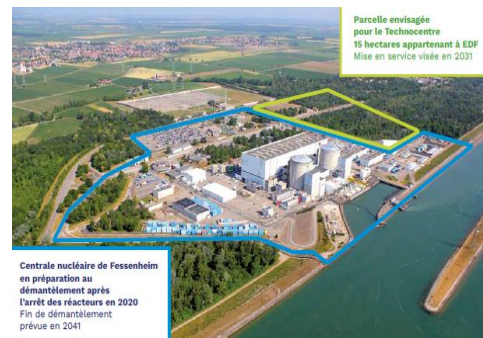 Parcelle envisagée
pour le Technocentre
15 hectares appartenant à EDF
Mise en service visée en 2031
Centrale nucléaire de Fessenheim
en préparation au
démantèlement après
l'arrêt des réacteurs en 2020
Fin de démantèlement
prévue en 2041